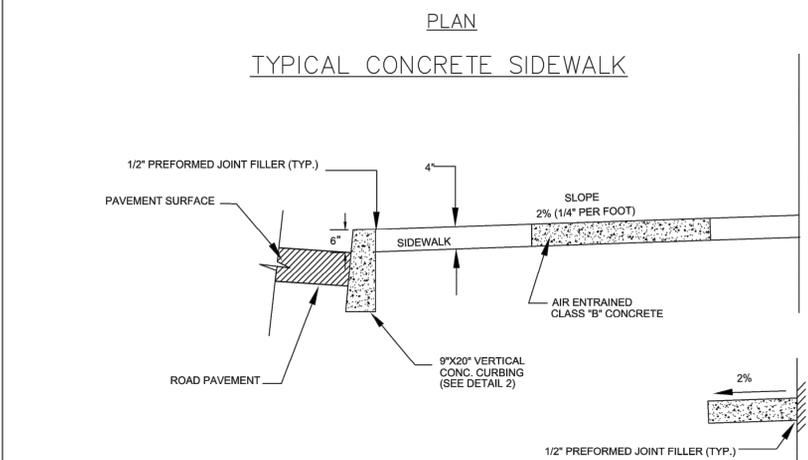 PLAN
TYPICAL CONCRETE SIDEWALK
1/2" PREFORMED JOINT FILLER (TYP.)
4"
PAVEMENT SURFACE
SLOPE
2% (1/4" PER FOOT)
6"
SIDEWALK
AIR ENTRAINED
CLASS "B" CONCRETE
9"X20" VERTICAL
CONC. CURBING
(SEE DETAIL 2)
ROAD PAVEMENT
2%
1/2" PREFORMED JOINT FILLER (TYP.)